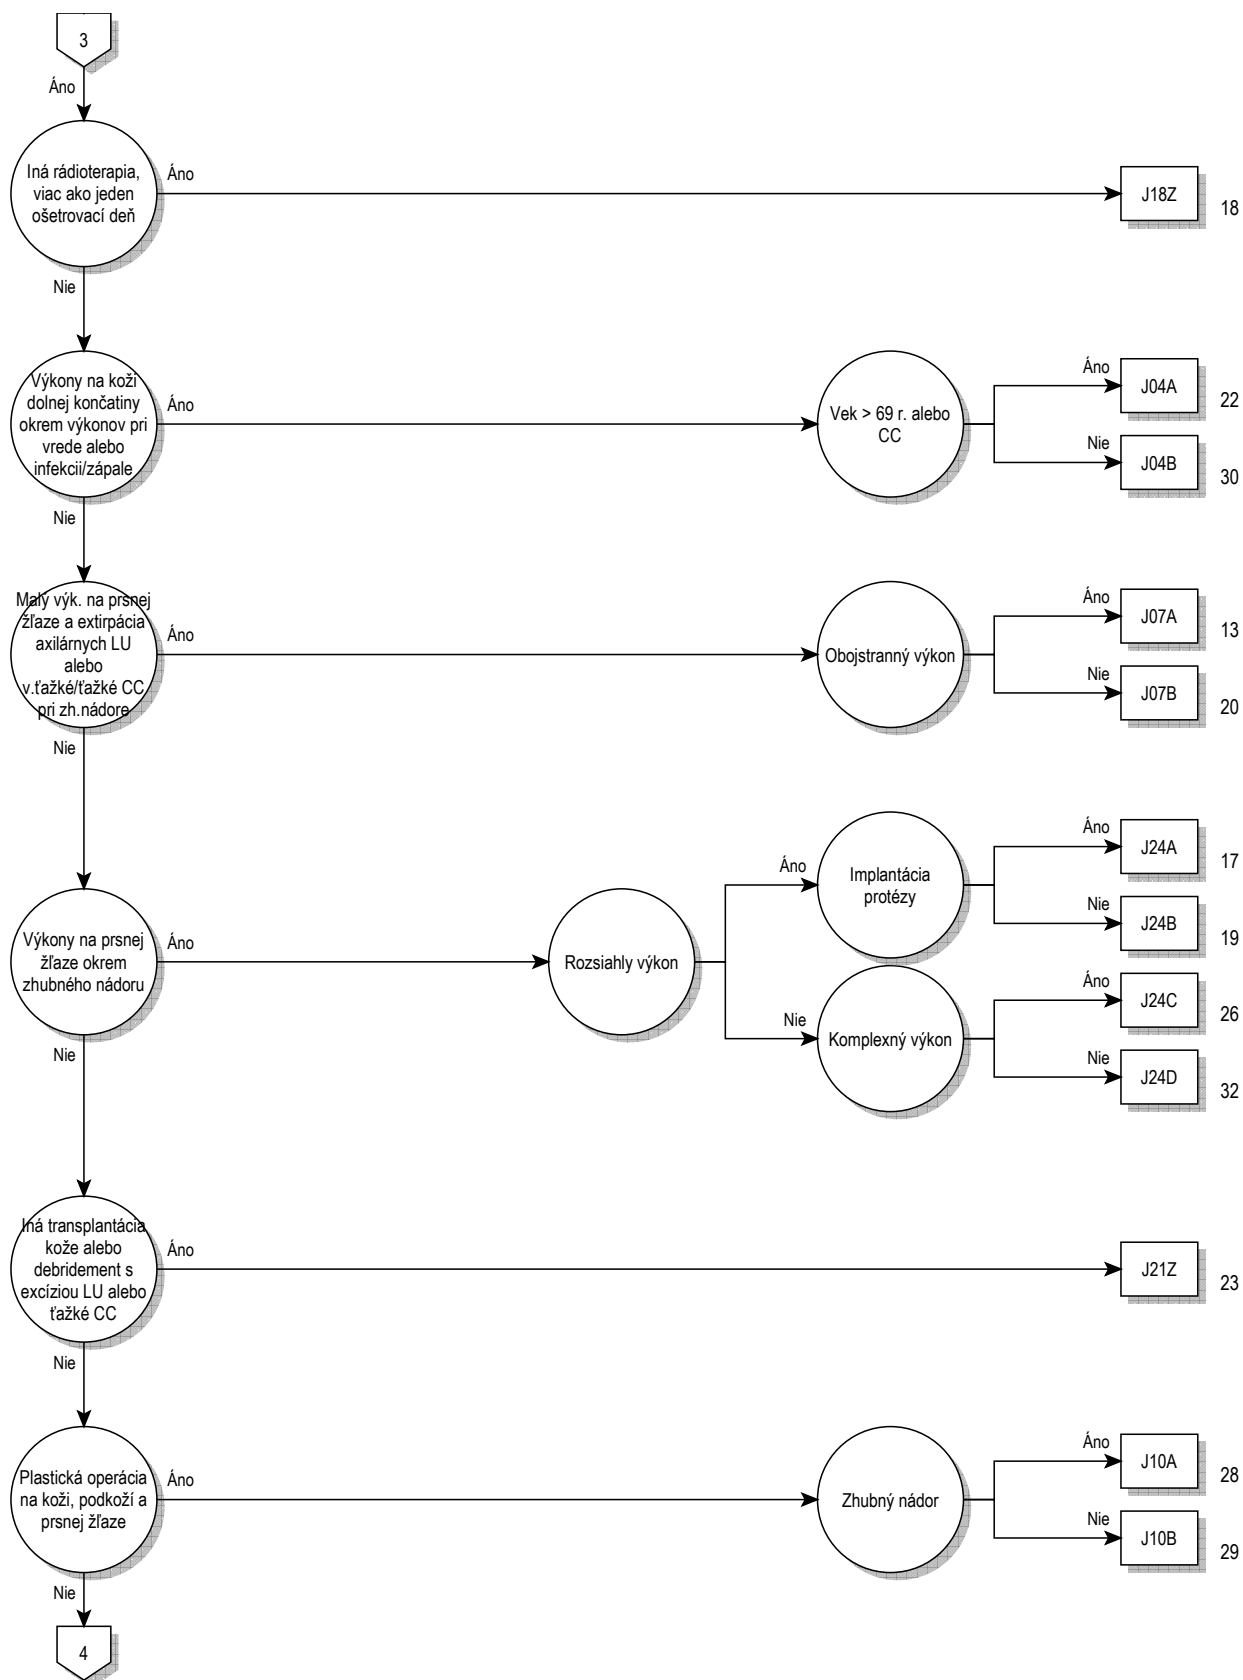 3
Áno
Iná rádioterapia,
viac ako jeden
ošetrovací deň
Áno
J18Z
18
Nie
Výkony na koži
dolnej končatiny
okrem výkonov pri
vrede alebo
infekcii/zápale
Áno
Vek > 69 r. alebo
CC
Áno
J04A
22
Nie
J04B
30
Nie
Malý výk. na prsnej
žľaze a extirpácia
axilárnych LU
alebo
v.ťažké/ťažké CC
pri zh.nádore
Áno
Obojstranný výkon
Áno
J07A
13
Nie
J07B
20
Nie
Výkony na prsnej
žľaze okrem
zhubného nádoru
Áno
Rozsiahly výkon
Áno
Implantácia
protézy
Áno
J24A
17
Nie
J24B
19
Nie
Komplexný výkon
Áno
J24C
26
Nie
J24D
32
Nie
Iná transplantácia
kože alebo
debridement s
excíziou LU alebo
ťažké CC
Áno
J21Z
23
Nie
Plastická operácia
na koži, podkoží a
prsnej žľaze
Áno
Zhubný nádor
Áno
J10A
28
Nie
J10B
29
Nie
4